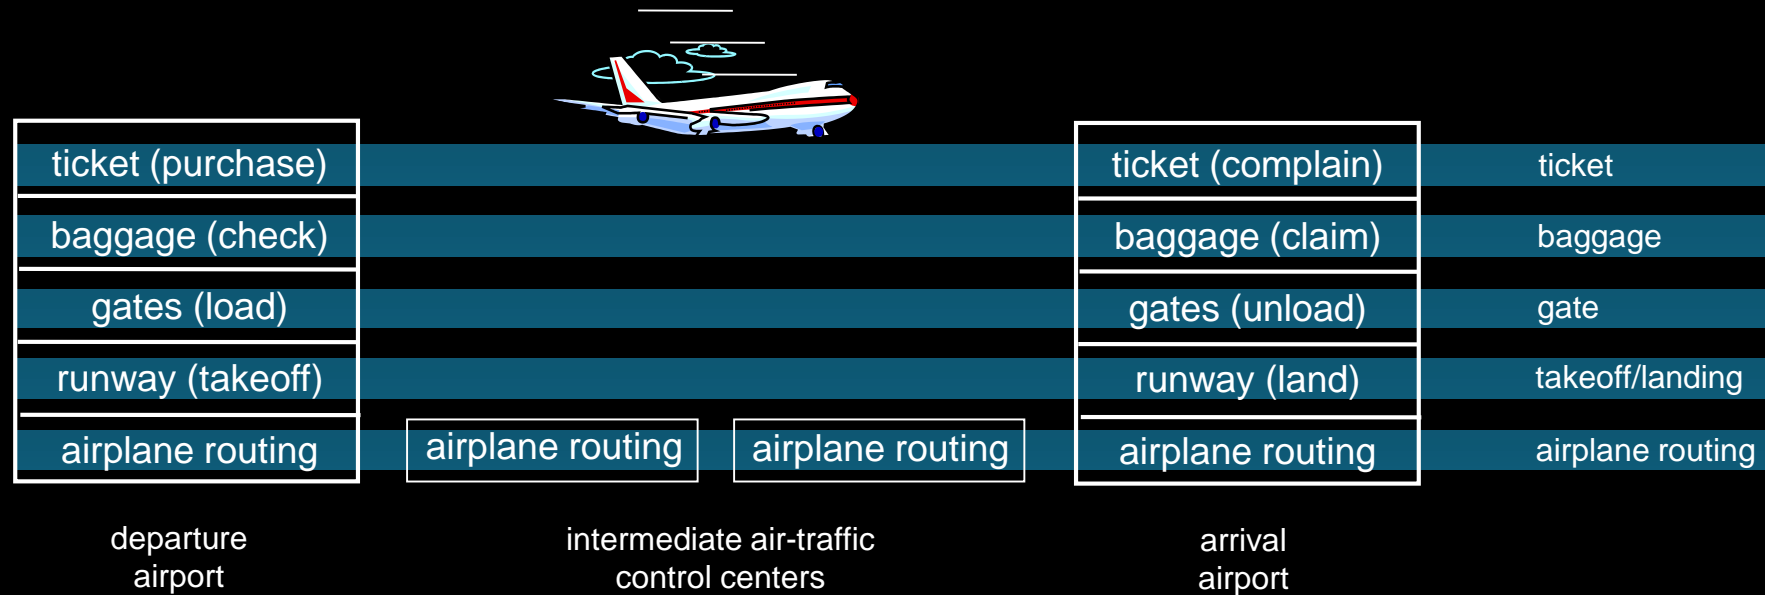 ticket (purchase)
ticket (complain)
ticket
baggage (check)
baggage (claim)
baggage
gates (load)
gates (unload)
gate
runway (takeoff)
runway (land)
takeoff/landing
airplane routing
airplane routing
airplane routing
airplane routing
airplane routing
departure
airport
intermediate air-traffic
control centers
arrival
airport